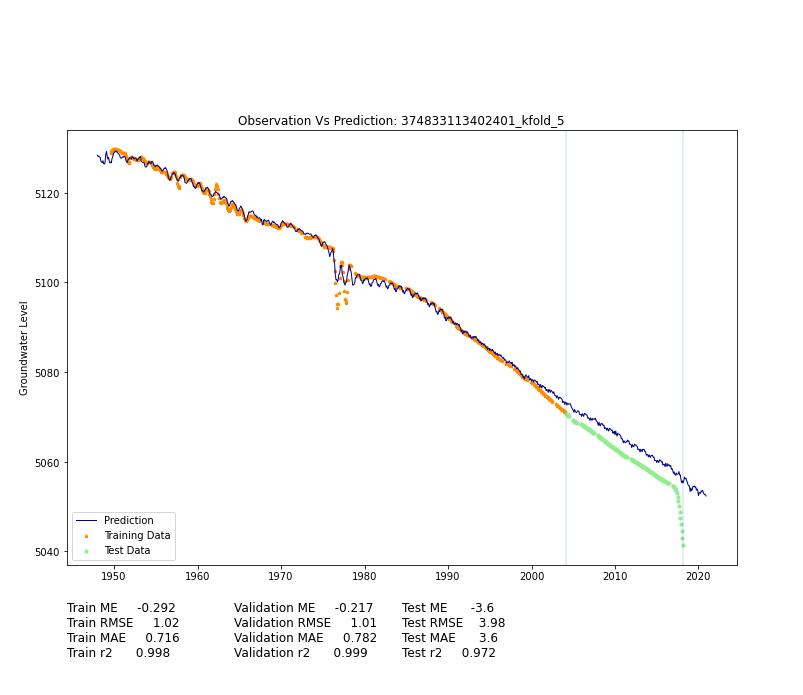 Observation Vs Prediction: 374833113402401_kfold_5
Groundwater Level
5120
5100
5080
5060
5040
Prediction
Training Data
Test Data
1950 1960 1970 1980 1990 2000 2010 2020
Train ME -0.292 Validation ME -0.217 Test ME -3.6
Train RMSE 1.02 Validation RMSE 1.01 Test RMSE 3.98
Train MAE 0.716 Validation MAE 0.782 Test MAE 3.6
Train r2 0.998 Validation r2 0.999 Test r2 0.972